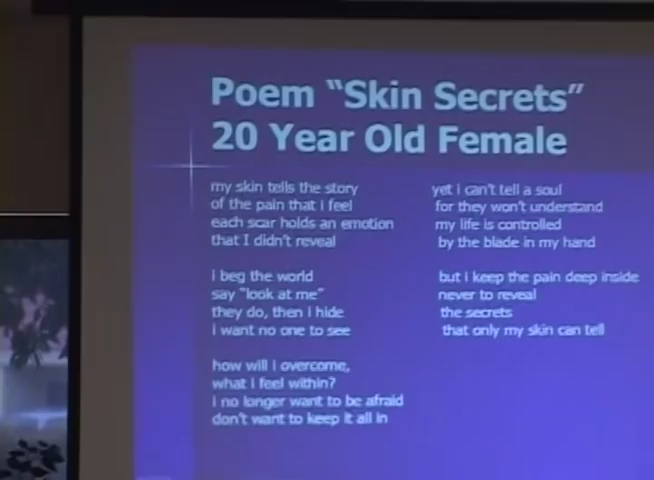 Poem “Skin Secrets”
20 Year Old Female
my skin tells the story
of the pain that i feel
each scar holds an emotion
that I didn't reveal
i beg the world
say "look at me"
they do, then i hide
i want no one to see
how will i overcome,
what i feel within?
i no longer want to be afraid
don't want to keep it all in
yet i can't tell a soul
for they won't understand
my life is controlled
by the blade in my hand
but i keep the pain deep inside
never to reveal
the secrets
that only my skin can tell